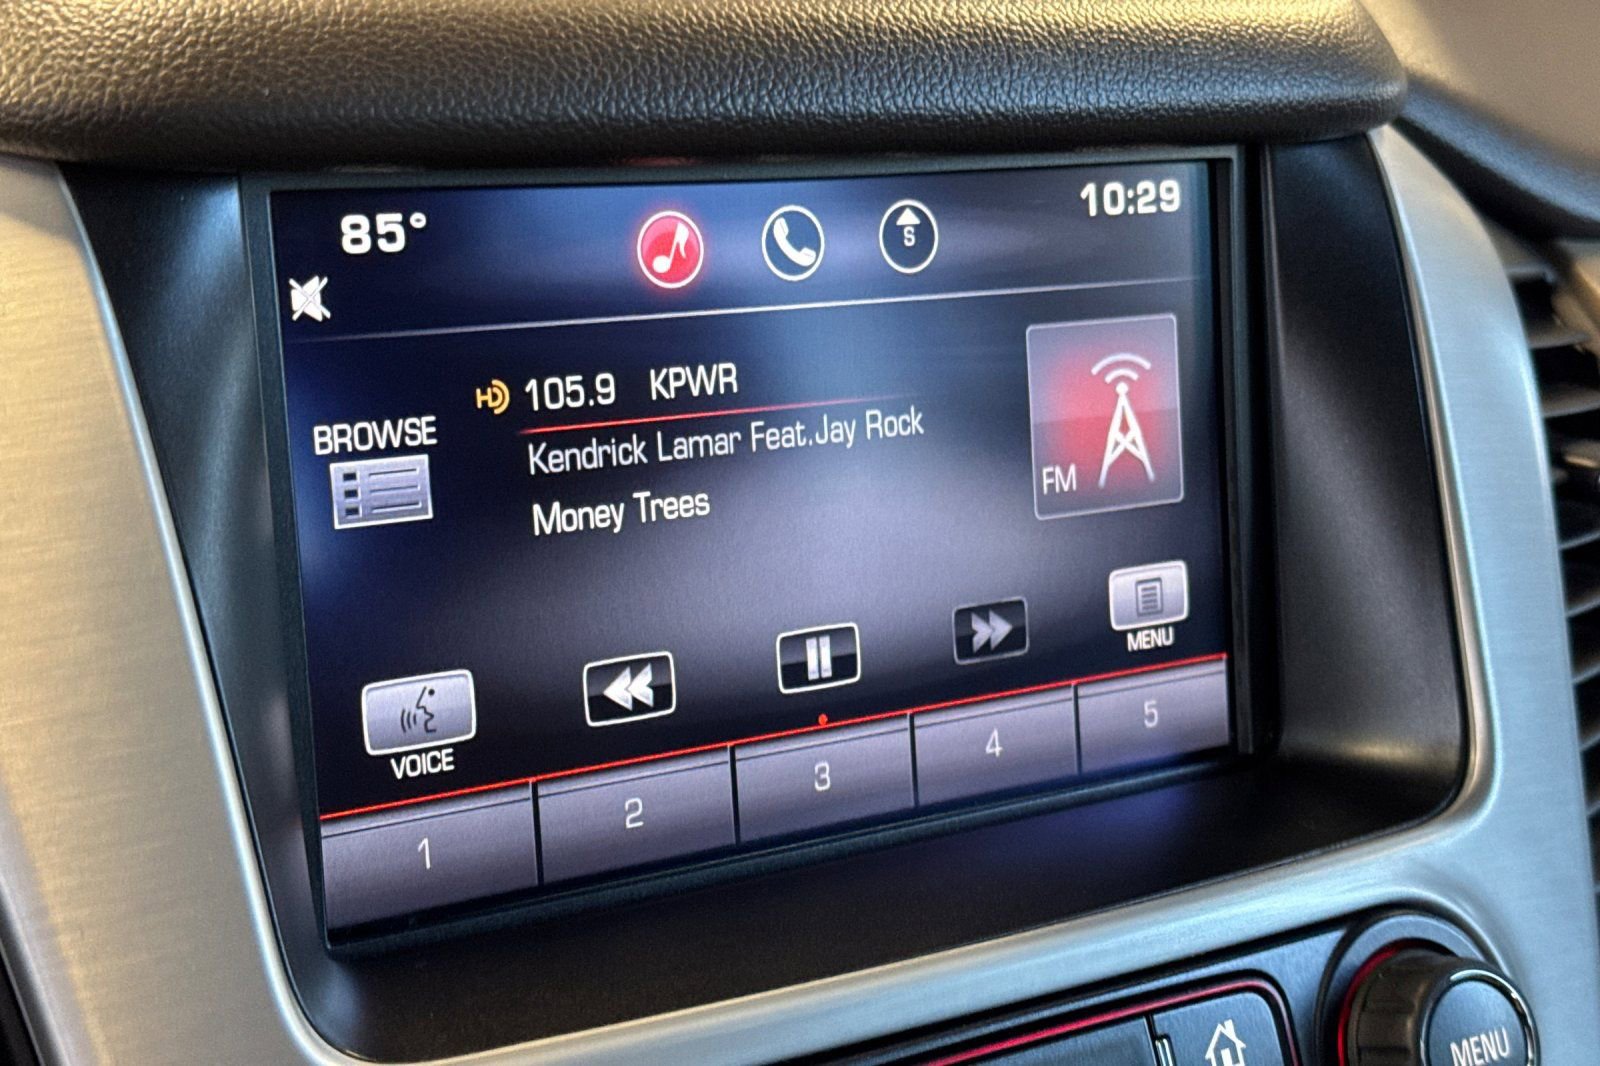 85°
S
10:29
HD 105.9 KPWR
BROWSE
Kendrick Lamar Feat.Jay Rock
Money Trees
FM
MENU
VOICE
1 2 3 4 5
MENU